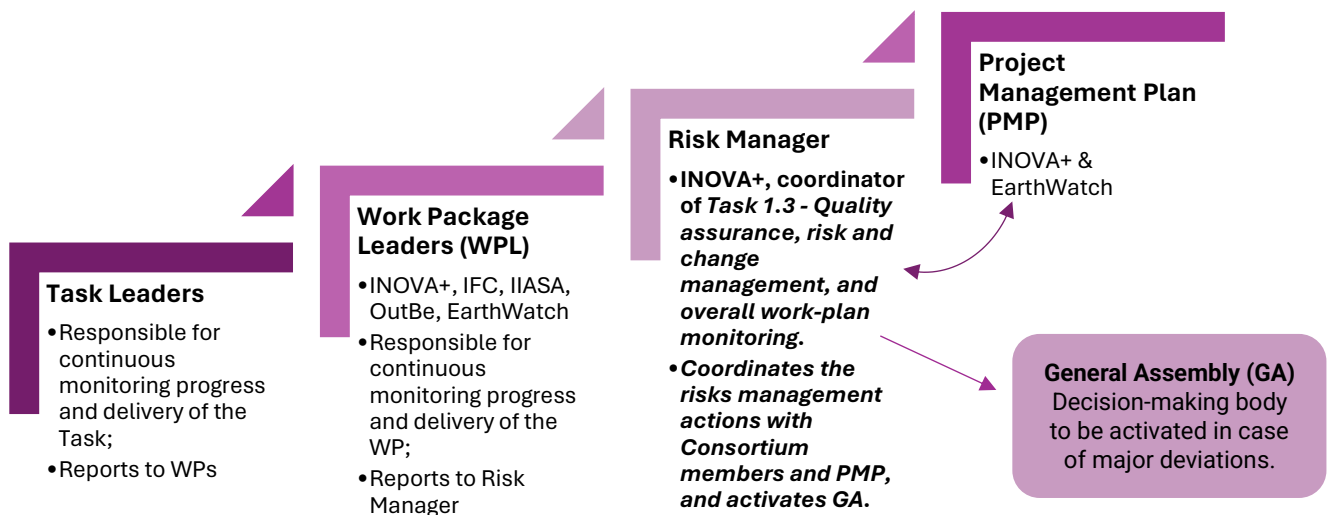 Task Leaders
•Responsible for
continuous
monitoring progress
and delivery of the
Task;
•Reports to WPs
Work Package
Leaders (WPL)
•INOVA+, IFC, IIASA,
OutBe, EarthWatch
•Responsible for
continuous
monitoring progress
and delivery of the
WP;
•Reports to Risk
Manager
Risk Manager
•INOVA+, coordinator
of Task 1.3 - Quality
assurance, risk and
change
management, and
overall work-plan
monitoring.
•Coordinates the
risks management
actions with
Consortium
members and PMP,
and activates GA.
Project
Management Plan
(PMP)
•INOVA+ &
EarthWatch
General Assembly (GA)
Decision-making body
to be activated in case
of major deviations.